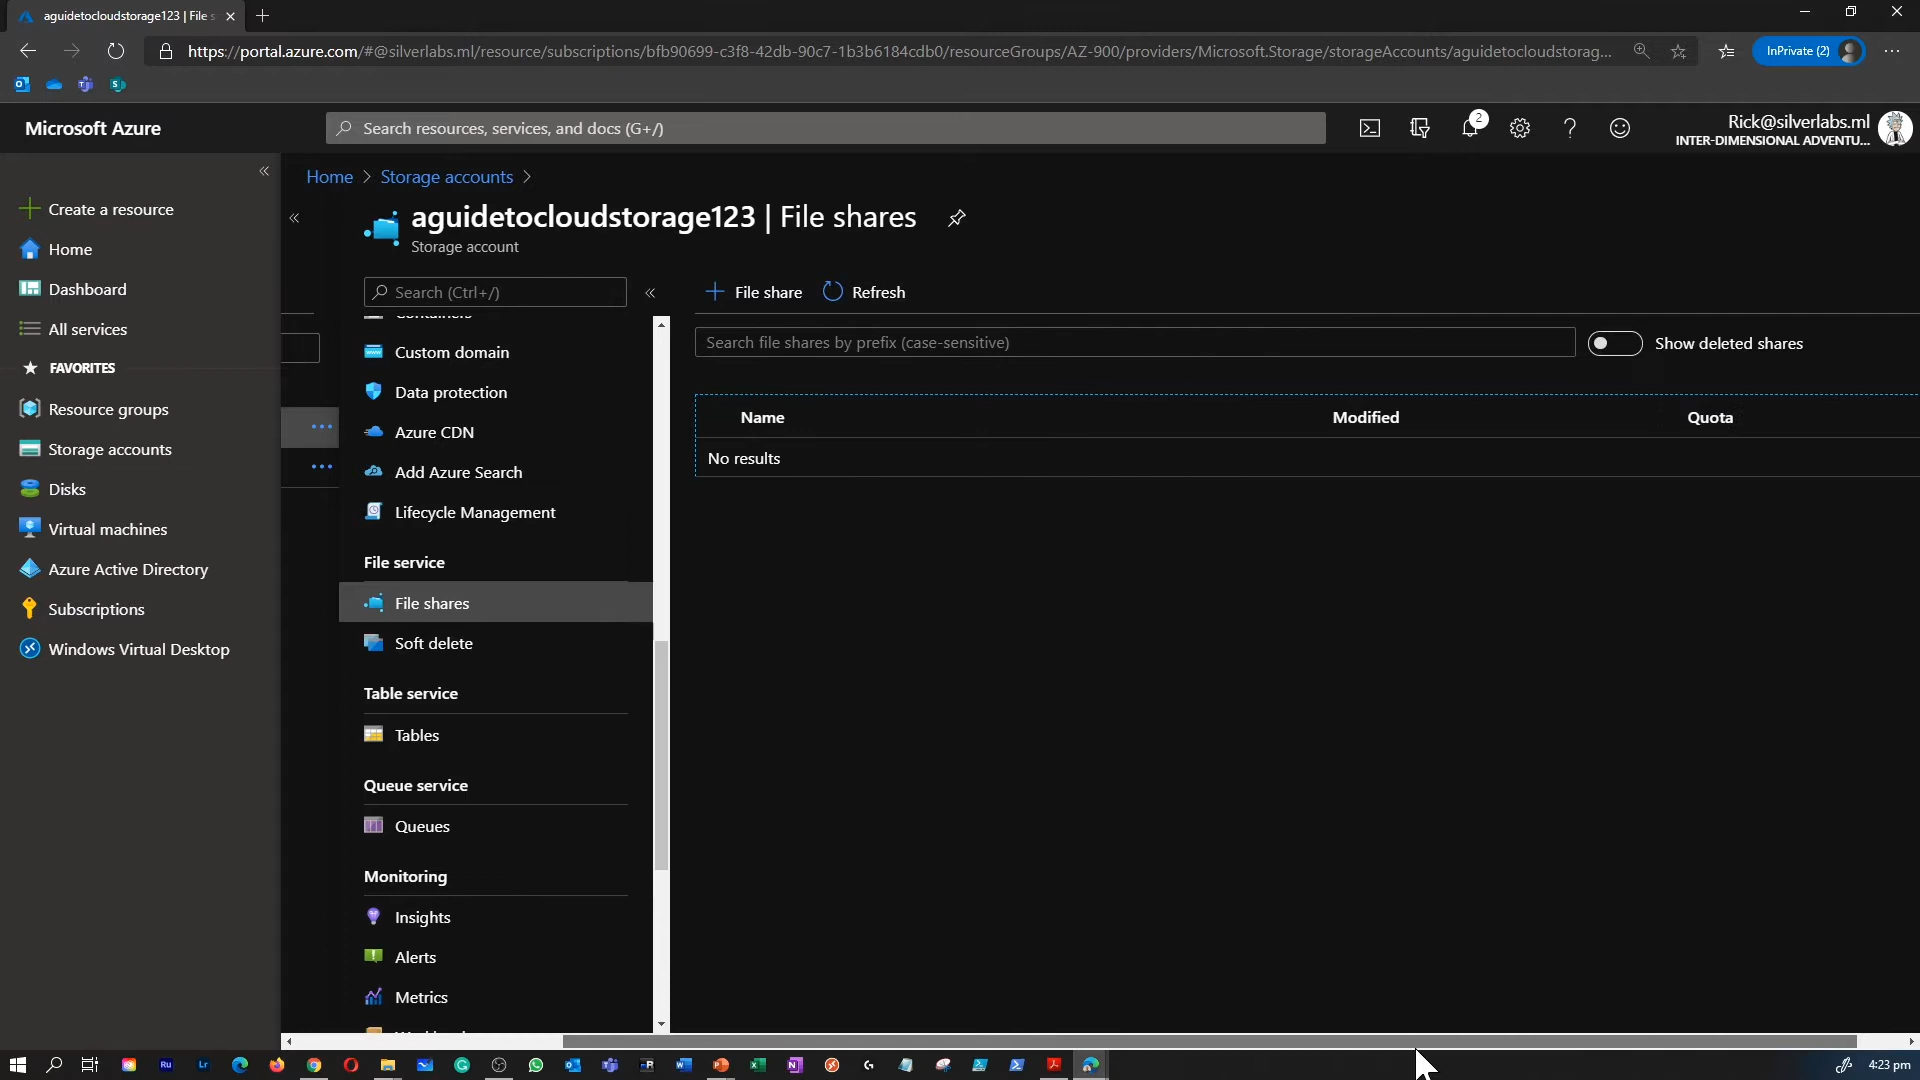 aguidetocloudstorage123 | File s
https://portal.azure.com/#@silverlabs.ml/resource/subscriptions/bfb90699-c3f8-42db-90c7-1b3b6184cdb0/resourceGroups/AZ-900/providers/Microsoft.Storage/storageAccounts/aguidetocloudstorag...
InPrivate (2)
Microsoft Azure
Search resources, services, and docs (G+/)
2
Rick@silverlabs.ml
INTER-DIMENSIONAL ADVENTU...
Home > Storage accounts >
Create a resource
Home
Dashboard
All services
FAVORITES
Resource groups
Storage accounts
Disks
Virtual machines
Azure Active Directory
Subscriptions
Windows Virtual Desktop
aguidetocloudstorage123 | File shares
Storage account
Search (Ctrl+/)
Containers
Custom domain
Data protection
Azure CDN
Add Azure Search
Lifecycle Management
File service
File shares
Soft delete
Table service
Tables
Queue service
Queues
Monitoring
Insights
Alerts
Metrics
File share
Refresh
Search file shares by prefix (case-sensitive)
Show deleted shares
Name Modified Quota
No results
4:23 pm